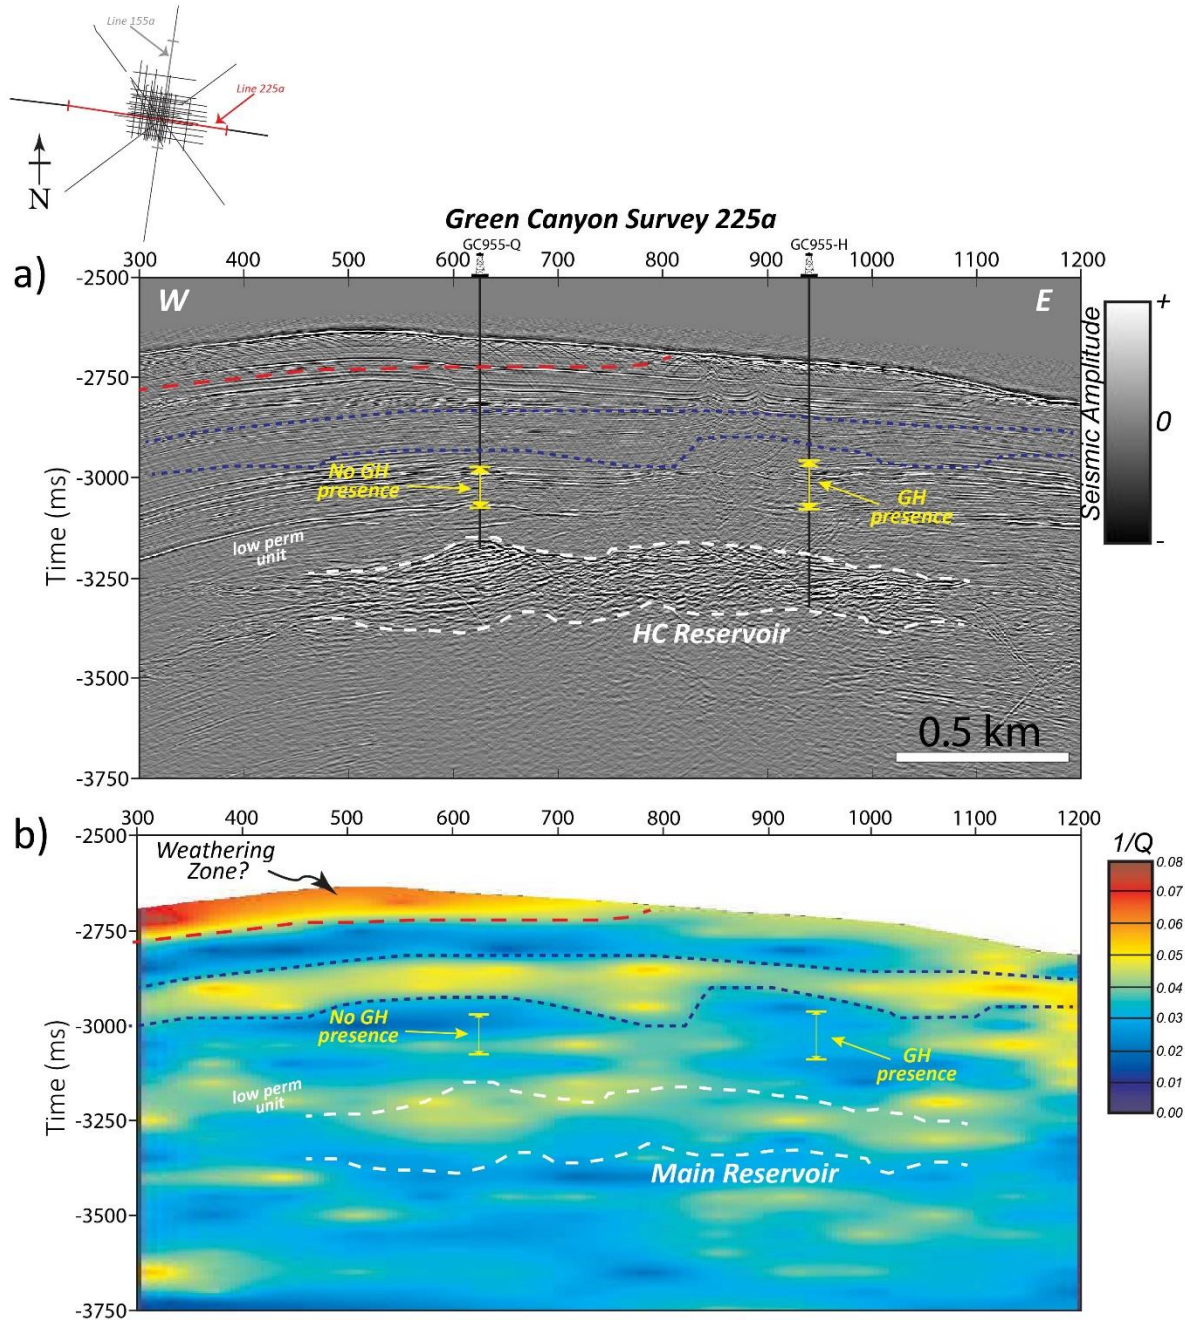 Line 155a
Line 225a
N
Green Canyon Survey 225a
GC955-Q
GC955-H
a)
300 400 500 600 700 800 900 1000 1100 1200
-2500
-2750
-3000
-3250
-3500
-3750
Time (ms)
W
E
No GH
presence
GH
presence
low perm
unit
HC Reservoir
0.5 km
+
0
-
Seismic Amplitude
b)
300 400 500 600 700 800 900 1000 1100 1200
-2500
-2750
-3000
-3250
-3500
-3750
Time (ms)
Weathering
Zone?
No GH
presence
GH
presence
low perm
unit
Main Reservoir
1/Q
0.08
0.07
0.06
0.05
0.04
0.03
0.02
0.01
0.00